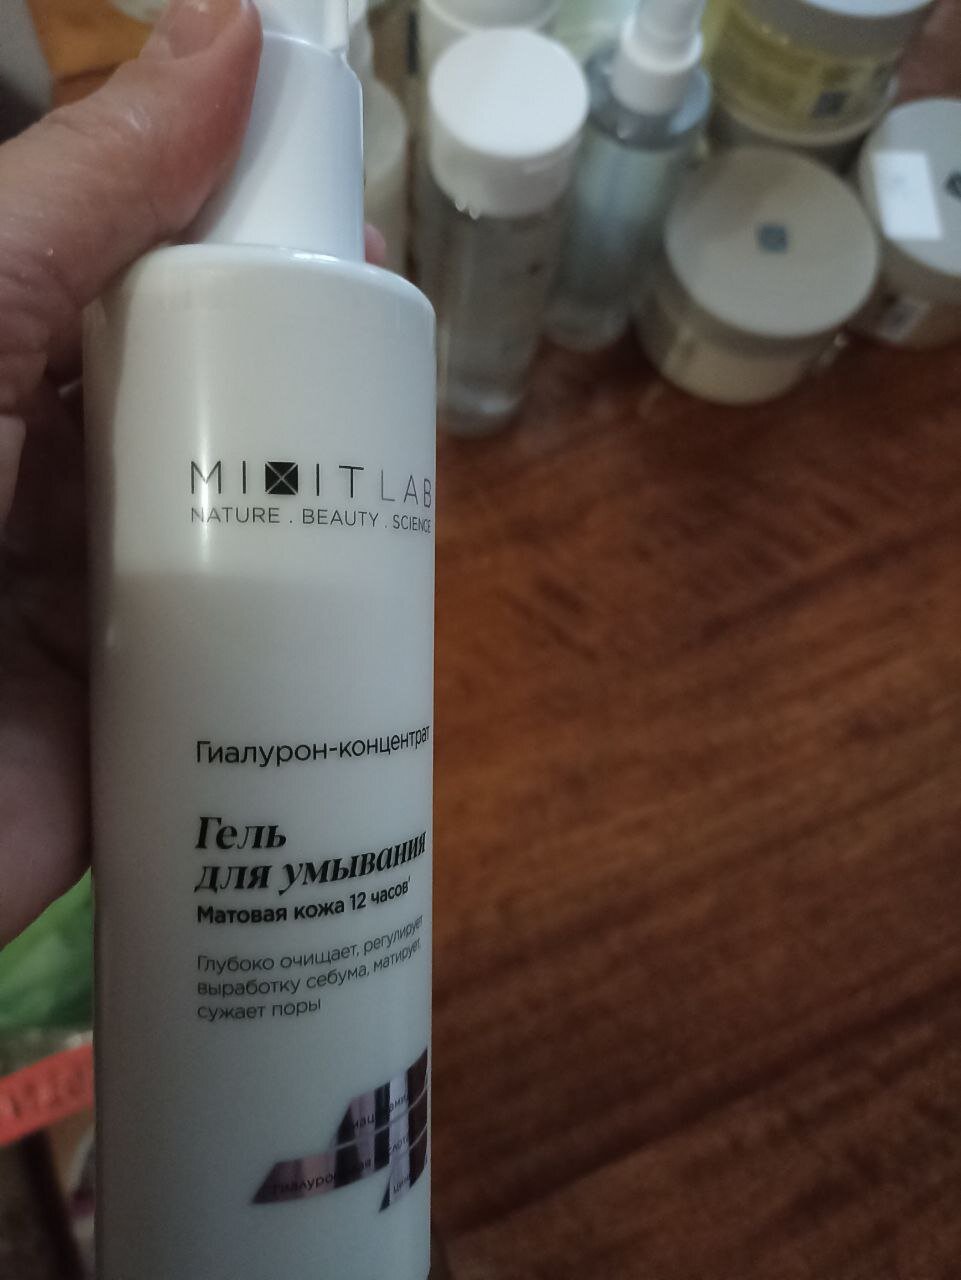 MIXIT LAB
NATURE . BEAUTY . SCIENCE
Гиалурон-концентрат
Гель
для умывания
Матовая кожа 12 часов
Глубоко очищает, регулирует
выработку себума, матирует,
сужает поры